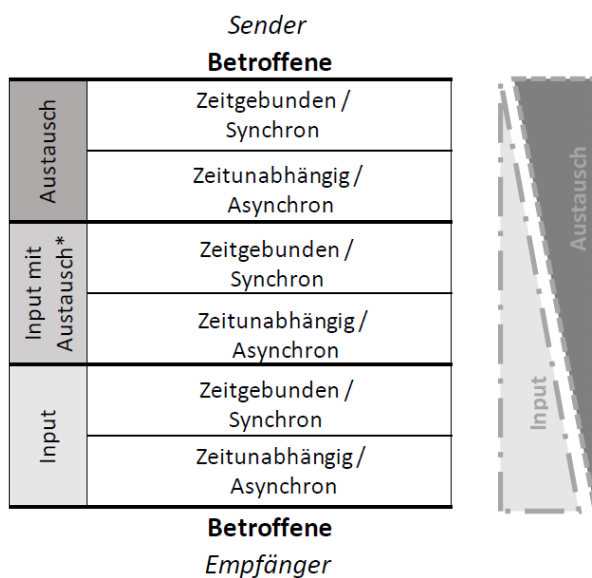 Sender
Betroffene
Austausch
Zeitgebunden /
Synchron
Zeitunabhängig /
Asynchron
Input mit
Austausch*
Zeitgebunden /
Synchron
Zeitunabhängig /
Asynchron
Input
Zeitgebunden /
Synchron
Zeitunabhängig /
Asynchron
Betroffene
Empfänger
Austausch
Input